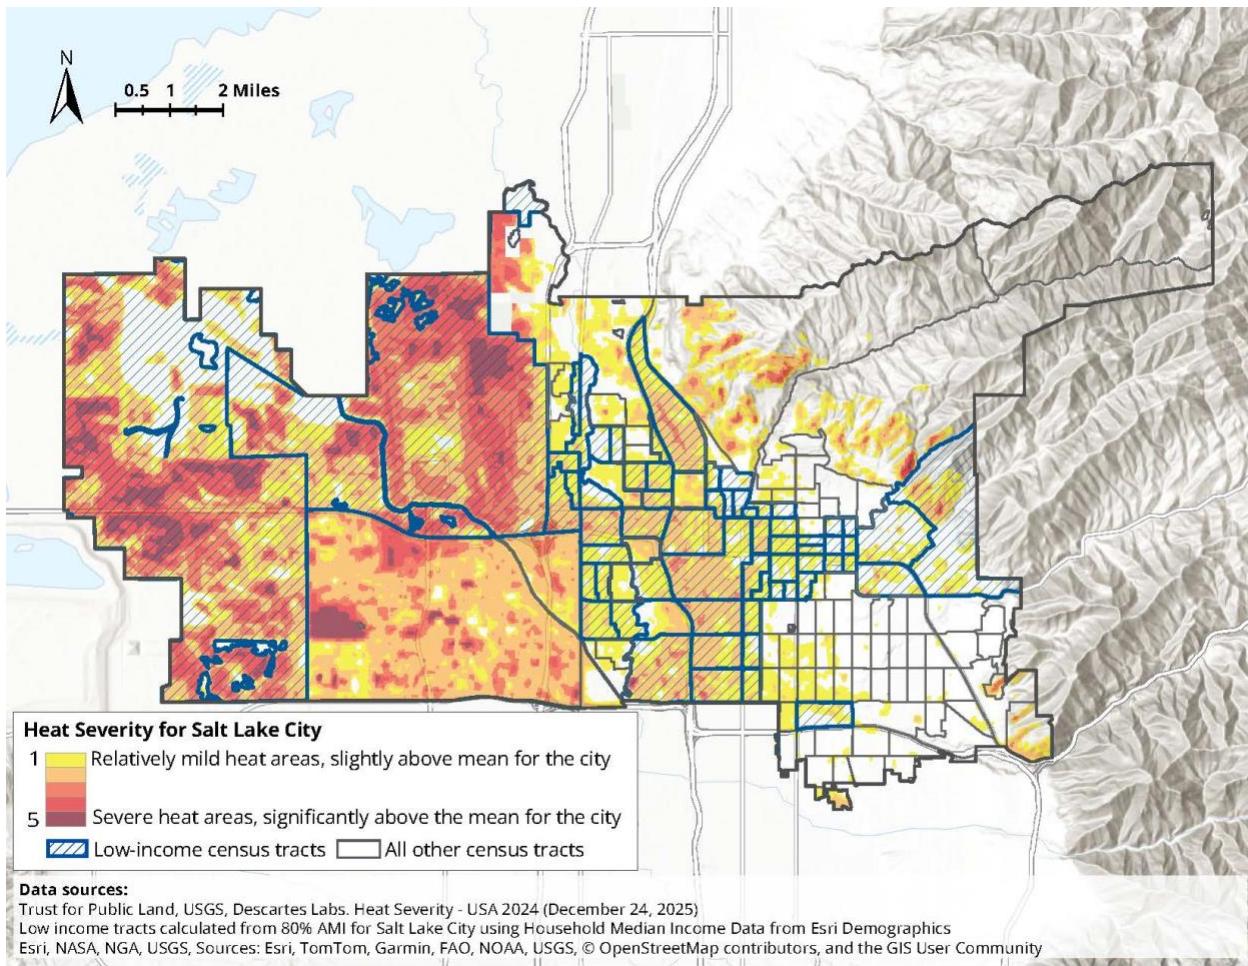 N
0.5 1 2 Miles
Heat Severity for Salt Lake City
1 Relatively mild heat areas, slightly above mean for the city
5 Severe heat areas, significantly above the mean for the city
Low-income census tracts All other census tracts
Data sources:
Trust for Public Land, USGS, Descartes Labs. Heat Severity - USA 2024 (December 24, 2025)
Low income tracts calculated from 80% AMI for Salt Lake City using Household Median Income Data from Esri Demographics
Esri, NASA, NGA, USGS, Sources: Esri, TomTom, Garmin, FAO, NOAA, USGS, © OpenStreetMap contributors, and the GIS User Community